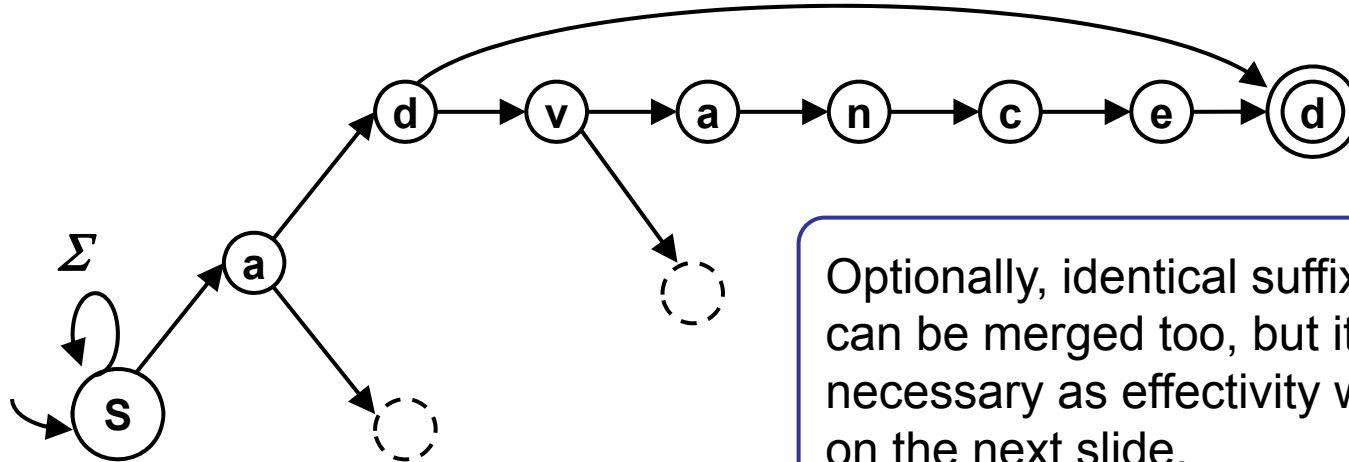 d v a n c e d
a
Σ
S
Optionally, identical suffix
can be merged too, but it
necessary as effectivity w
on the next slide.